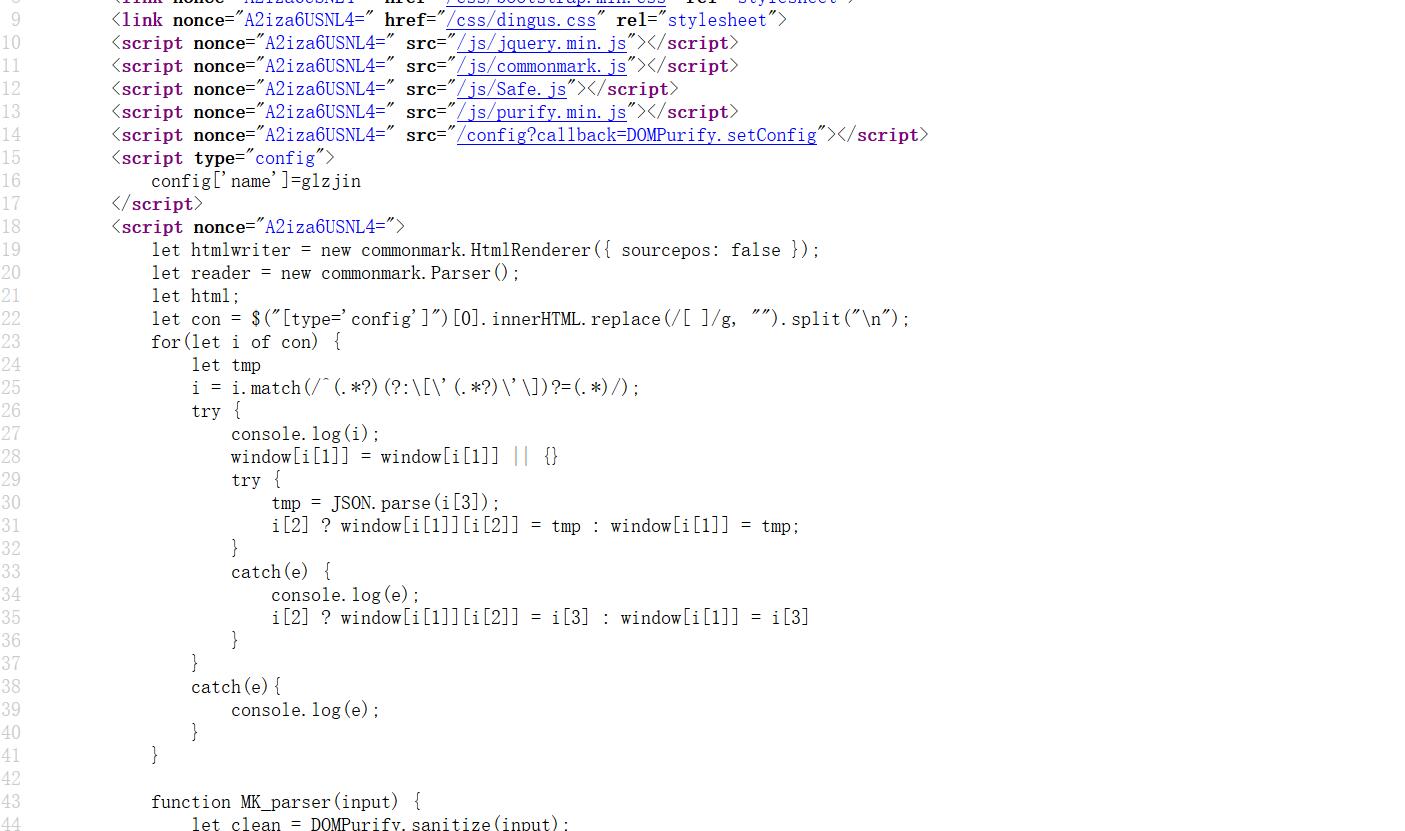 9 <link nonce="A2iza6USNL4=" href="/css/dingus.css" rel="stylesheet">
10 <script nonce="A2iza6USNL4=" src="/js/jquery.min.js"></script>
11 <script nonce="A2iza6USNL4=" src="/js/commonmark.js"></script>
12 <script nonce="A2iza6USNL4=" src="/js/Safe.js"></script>
13 <script nonce="A2iza6USNL4=" src="/js/purify.min.js"></script>
14 <script nonce="A2iza6USNL4=" src="/config?callback=DOMPurify.setConfig"></script>
15 <script type="config">
16 config['name']=glzjin
17 </script>
18 <script nonce="A2iza6USNL4=">
19 let htmlwriter = new commonmark.HtmlRenderer({ sourcepos: false });
20 let reader = new commonmark.Parser();
21 let html;
22 let con = $("[type='config']")[0].innerHTML.replace(/[ ]/g, "").split("\n");
23 for(let i of con) {
24 let tmp
25 i = i.match(/^(.*?)(?:\[\'(.*?)\'\])?=(.*)/);
26 try {
27 console.log(i);
28 window[i[1]] = window[i[1]] || {}
29 try {
30 tmp = JSON.parse(i[3]);
31 i[2] ? window[i[1]][i[2]] = tmp : window[i[1]] = tmp;
32 }
33 catch(e) {
34 console.log(e);
35 i[2] ? window[i[1]][i[2]] = i[3] : window[i[1]] = i[3]
36 }
37 }
38 catch(e){
39 console.log(e);
40 }
41 }
42
43 function MK_parser(input) {
44 let clean = DOMPurify.sanitize(input);